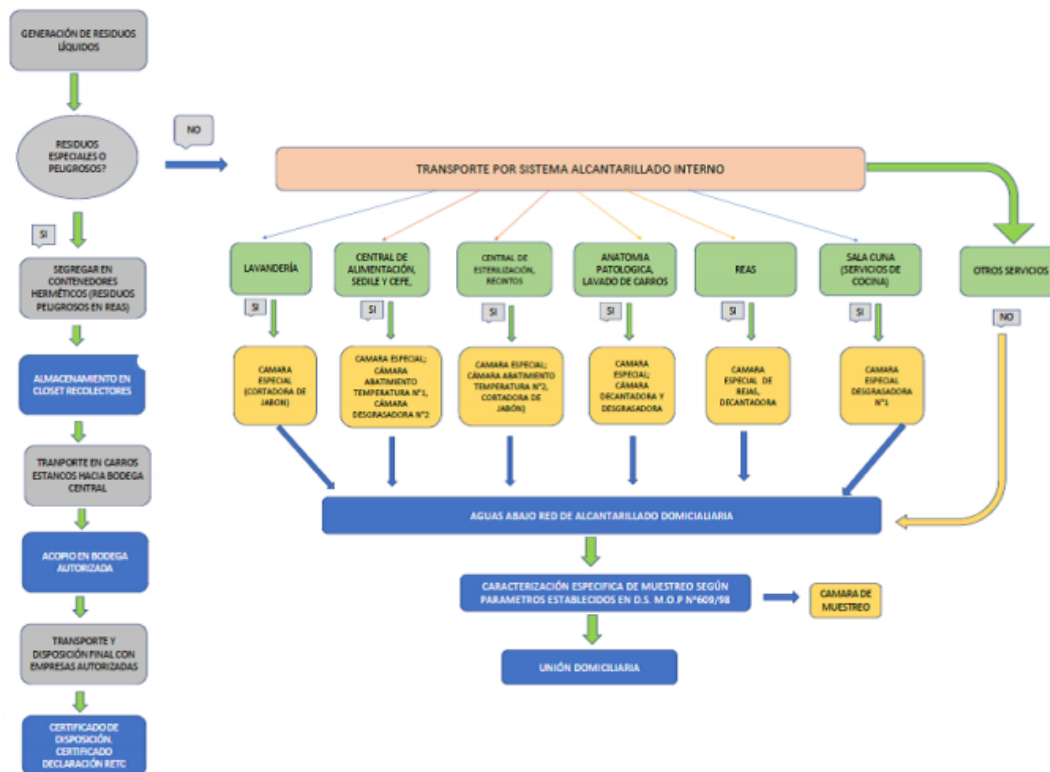 GENERACIÓN DE RESIDUOS
LÍQUIDOS
RESIDUOS
ESPECIALES O
PELIGROSOS?
NO
SI
SEGREGAR EN
CONTENEDORES
HERMÉTICOS (RESIDUOS
PELIGROSOS EN REAS)
ALMACENAMIENTO EN
CLOSET RECOLECTORES
TRANPORTE EN CARROS
ESTANCOS HACIA BODEGA
CENTRAL
ACOPIO EN BODEGA
AUTORIZADA
TRANSPORTE Y
DISPOSICIÓN FINAL CON
EMPRESAS AUTORIZADAS
CERTIFICADO DE
DISPOSICIÓN.
CERTIFICADO
DECLARACIÓN RETC
TRANSPORTE POR SISTEMA ALCANTARILLADO INTERNO
LAVANDERÍA
CENTRAL DE
ALIMENTACIÓN,
SEDILE Y CEFE,
CENTRAL DE
ESTERILIZACIÓN,
RECINTOS
ANATOMIA
PATOLOGICA,
LAVADO DE CARROS
REAS
SALA CUNA
(SERVICIOS DE
COCINA)
OTROS SERVICIOS
SI
SI
SI
SI
SI
SI
NO
CAMARA
ESPECIAL
(CORTADORA DE
JABON)
CAMARA ESPECIAL;
CÁMARA
ABATIMIENTO
TEMPERATURA N°1,
CÁMARA
DESGRASADORA N°2
CAMARA ESPECIAL;
CÁMARA ABATIMIENTO
TEMPERATURA N°2,
CORTADORA DE
JABÓN)
CAMARA
ESPECIAL;
CÁMARA
DECANTADORA Y
DESGRASADORA
CAMARA
ESPECIAL DE
REJAS,
DECANTADORA
CAMARA
ESPECIAL
DESGRASADORA
N°1
AGUAS ABAJO RED DE ALCANTARILLADO DOMICIALIARIA
CARACTERIZACIÓN ESPECIFICA DE MUESTREO SEGÚN
PARAMETROS ESTABLECIDOS EN D.S. M.O.P N°609/98
CAMARA DE
MUESTREO
UNIÓN DOMICILIARIA